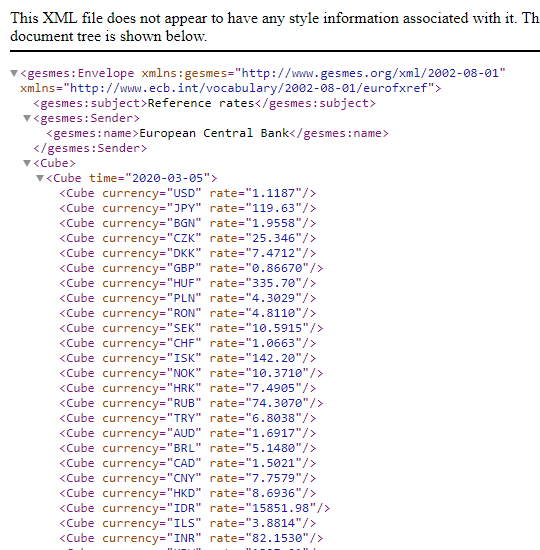 This XML file does not appear to have any style information associated with it. Th
document tree is shown below.
▼<gesmes:Envelope xmlns:gesmes="http://www.gesmes.org/xml/2002-08-01"
xmlns="http://www.ecb.int/vocabulary/2002-08-01/eurofxref">
<gesmes:subject>Reference rates</gesmes:subject>
▼<gesmes:Sender>
<gesmes:name>European Central Bank</gesmes:name>
</gesmes:Sender>
▼<Cube>
▼<Cube time="2020-03-05">
<Cube currency="USD" rate="1.1187"/>
<Cube currency="JPY" rate="119.63"/>
<Cube currency="BGN" rate="1.9558"/>
<Cube currency="CZK" rate="25.346"/>
<Cube currency="DKK" rate="7.4712"/>
<Cube currency="GBP" rate="0.86670"/>
<Cube currency="HUF" rate="335.70"/>
<Cube currency="PLN" rate="4.3029"/>
<Cube currency="RON" rate="4.8110"/>
<Cube currency="SEK" rate="10.5915"/>
<Cube currency="CHF" rate="1.0663"/>
<Cube currency="ISK" rate="142.20"/>
<Cube currency="NOK" rate="10.3710"/>
<Cube currency="HRK" rate="7.4905"/>
<Cube currency="RUB" rate="74.3070"/>
<Cube currency="TRY" rate="6.8038"/>
<Cube currency="AUD" rate="1.6917"/>
<Cube currency="BRL" rate="5.1480"/>
<Cube currency="CAD" rate="1.5021"/>
<Cube currency="CNY" rate="7.7579"/>
<Cube currency="HKD" rate="8.6936"/>
<Cube currency="IDR" rate="15851.98"/>
<Cube currency="ILS" rate="3.8814"/>
<Cube currency="INR" rate="82.1530"/>